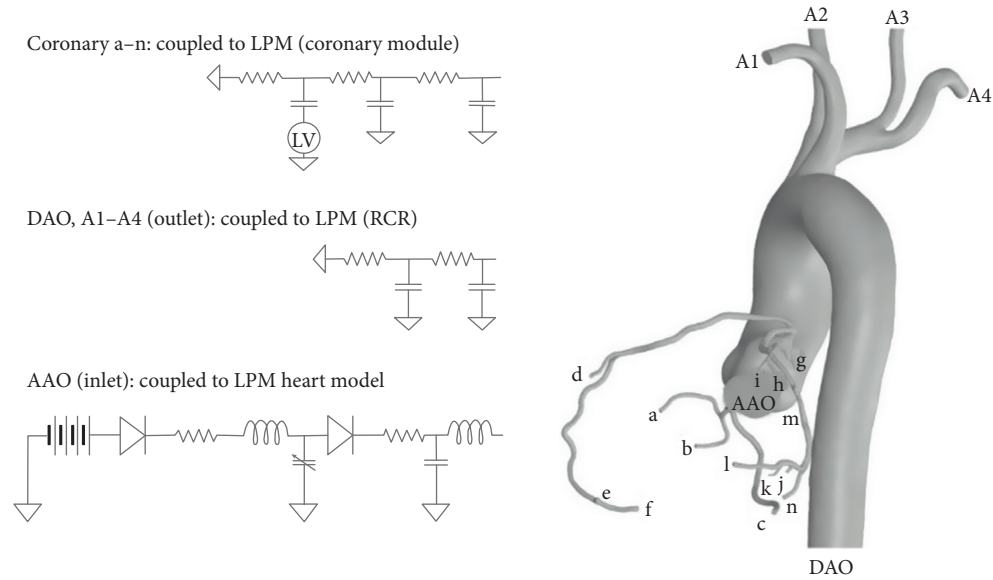 Coronary a–n: coupled to LPM (coronary module)
LV
DAO, A1–A4 (outlet): coupled to LPM (RCR)
AAO (inlet): coupled to LPM heart model
A2
A3
A1
A4
g
d
i
h
AAO
a
m
b
l
k
j
e
n
f
c
DAO